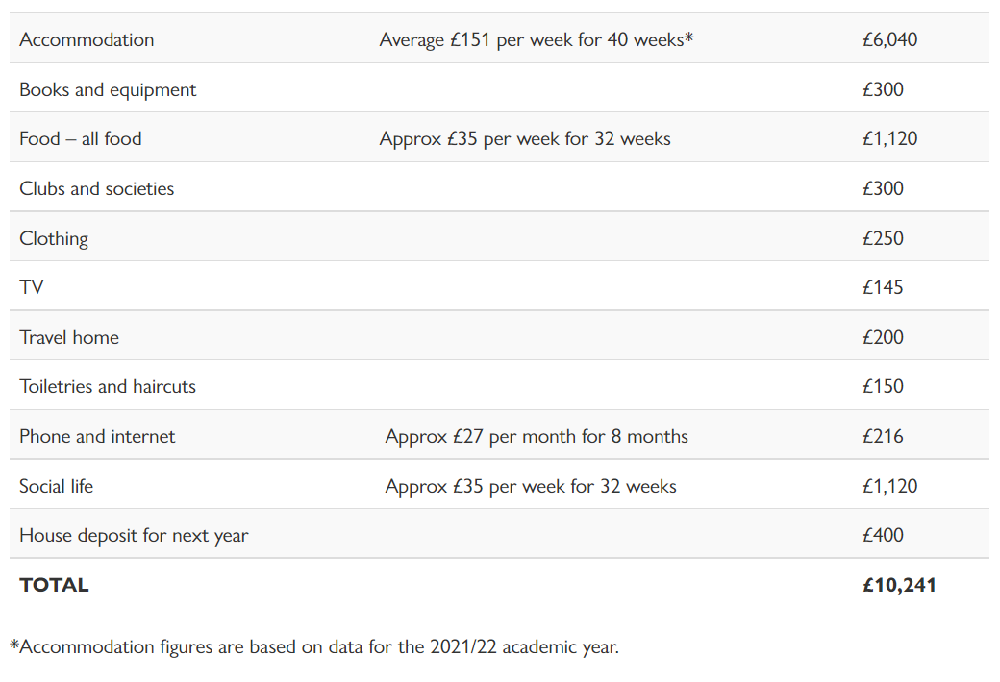 Accommodation Average £151 per week for 40 weeks* £6,040
Books and equipment £300
Food – all food Approx £35 per week for 32 weeks £1,120
Clubs and societies £300
Clothing £250
TV £145
Travel home £200
Toiletries and haircuts £150
Phone and internet Approx £27 per month for 8 months £216
Social life Approx £35 per week for 32 weeks £1,120
House deposit for next year £400
TOTAL £10,241
*Accommodation figures are based on data for the 2021/22 academic year.